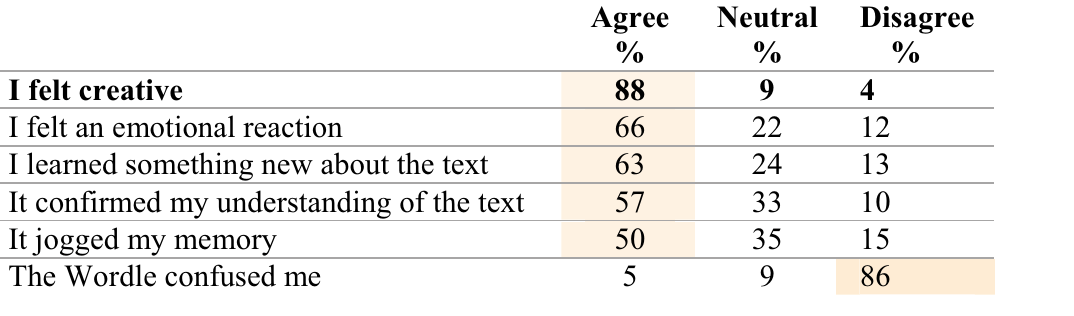 Agree Neutral Disagree
% % %
I felt creative 88 9 4
I felt an emotional reaction 66 22 12
I learned something new about the text 63 24 13
It confirmed my understanding of the text 57 33 10
It jogged my memory 50 35 15
The Wordle confused me 5 9 86